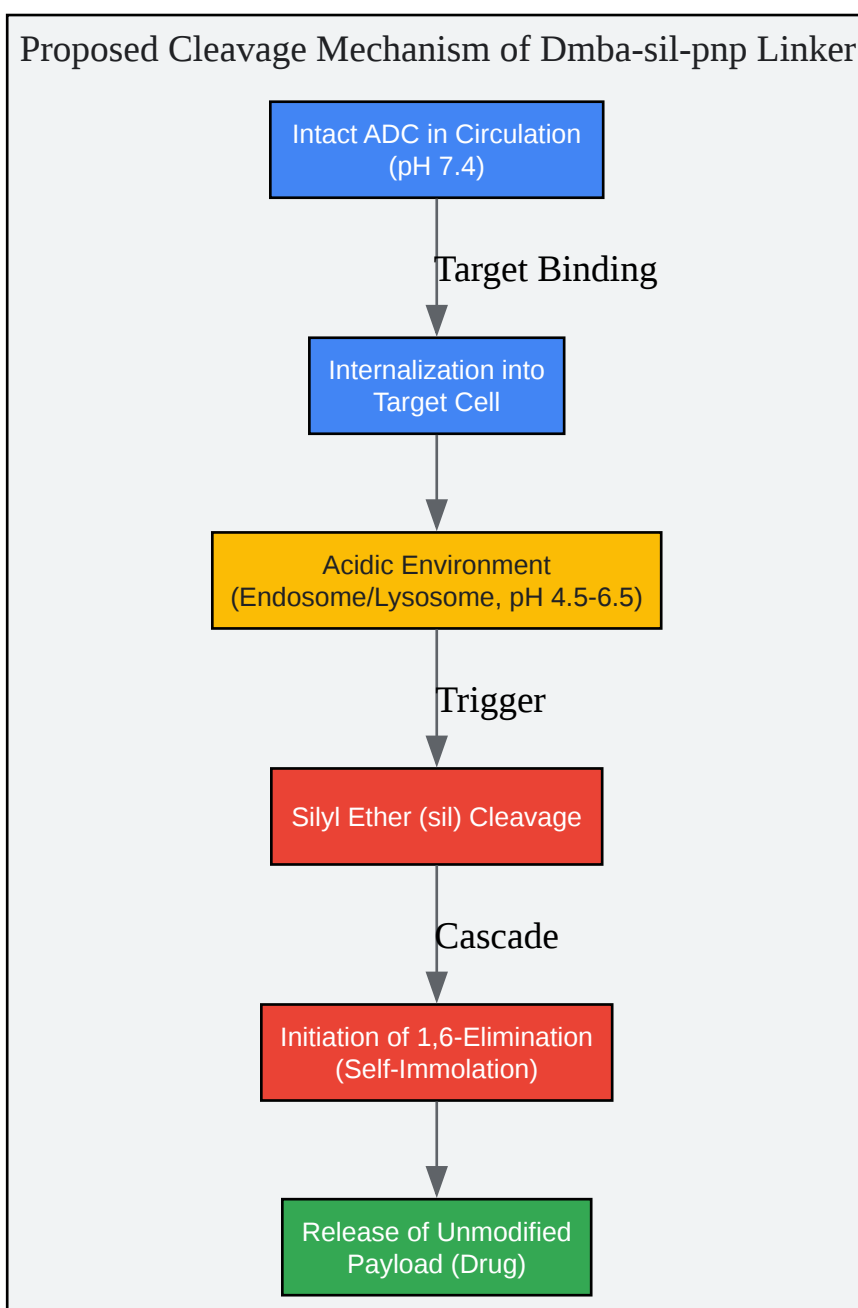 Proposed Cleavage Mechanism of Dmba-sil-pnp Linker
Intact ADC in Circulation
(pH 7.4)
Target Binding
Internalization into
Target Cell
Acidic Environment
(Endosome/Lysosome, pH 4.5-6.5)
Trigger
Silyl Ether (sil) Cleavage
Cascade
Initiation of 1,6-Elimination
(Self-Immolation)
Release of Unmodified
Payload (Drug)